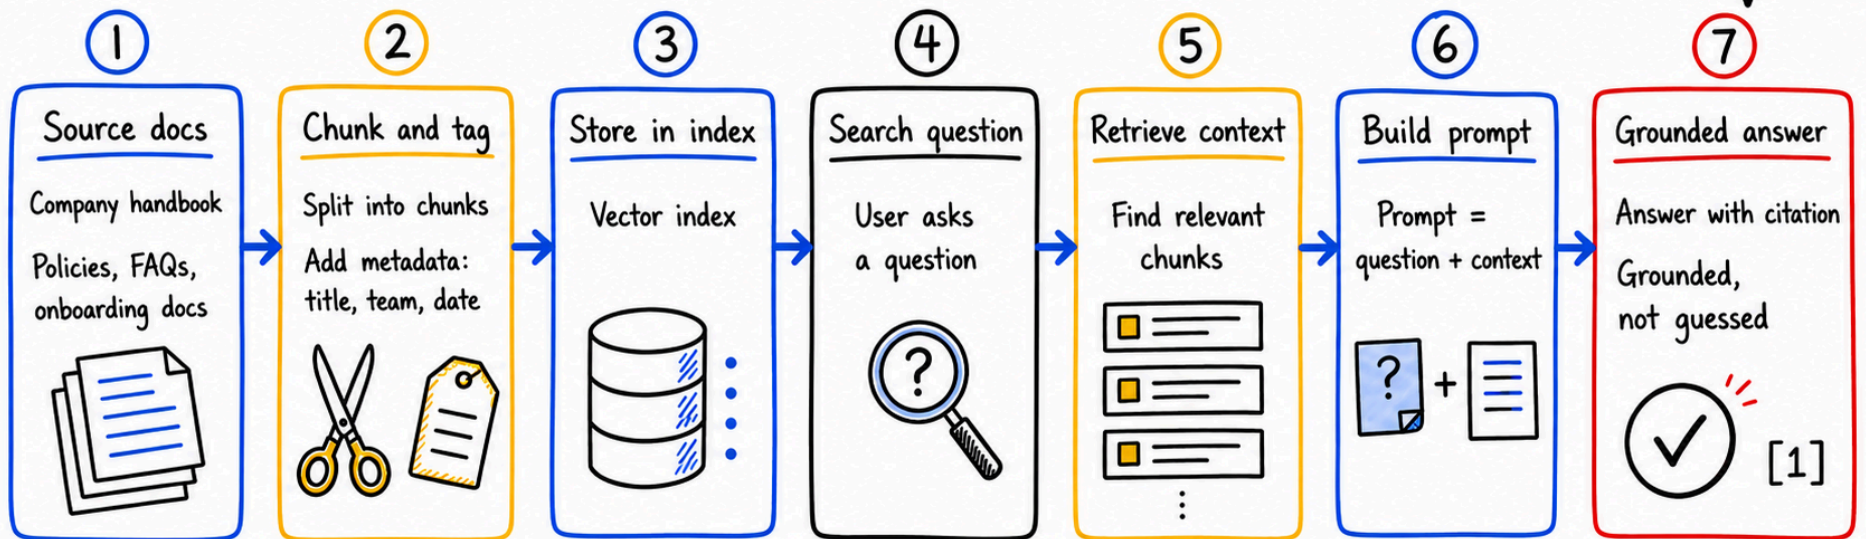 1
Source docs
Company handbook
Policies, FAQs,
onboarding docs
2
Chunk and tag
Split into chunks
Add metadata:
title, team, date
3
Store in index
Vector index
4
Search question
User asks
a question
?
5
Retrieve context
Find relevant
chunks
6
Build prompt
Prompt =
question + context
? +
7
Grounded answer
Answer with citation
Grounded,
not guessed
[1]